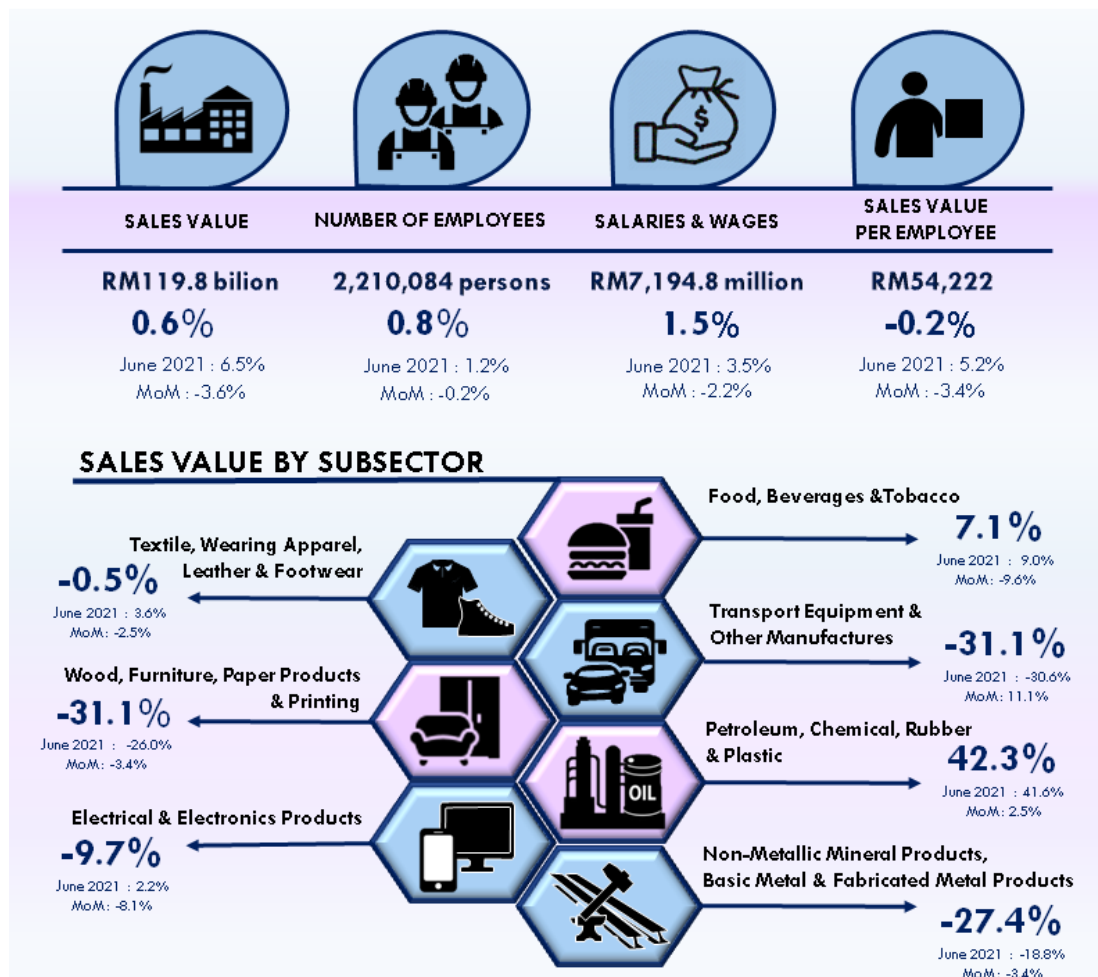 SALES VALUE
NUMBER OF EMPLOYEES
SALARIES & WAGES
SALES VALUE
PER EMPLOYEE
RM119.8 bilion
2,210,084 persons
RM7,194.8 million
RM54,222
0.6%
0.8%
1.5%
-0.2%
June 2021 : 6.5%
June 2021 : 1.2%
June 2021 : 3.5%
June 2021 : 5.2%
MoM : -3.6%
MoM : -0.2%
MoM : -2.2%
MoM : -3.4%
SALES VALUE BY SUBSECTOR
Food, Beverages &Tobacco
7.1%
June 2021 : 9.0%
MoM: -9.6%
Textile, Wearing Apparel,
Leather & Footwear
-0.5%
June 2021 : 3.6%
MoM: -2.5%
Transport Equipment &
Other Manufactures
-31.1%
June 2021 : -30.6%
MoM: 11.1%
Wood, Furniture, Paper Products
& Printing
-31.1%
June 2021 : -26.0%
MoM: -3.4%
Petroleum, Chemical, Rubber
& Plastic
42.3%
June 2021 : 41.6%
MoM: 2.5%
OIL
Electrical & Electronics Products
-9.7%
June 2021 : 2.2%
MoM: -8.1%
Non-Metallic Mineral Products,
Basic Metal & Fabricated Metal Products
-27.4%
June 2021 : -18.8%
MoM: -3.4%